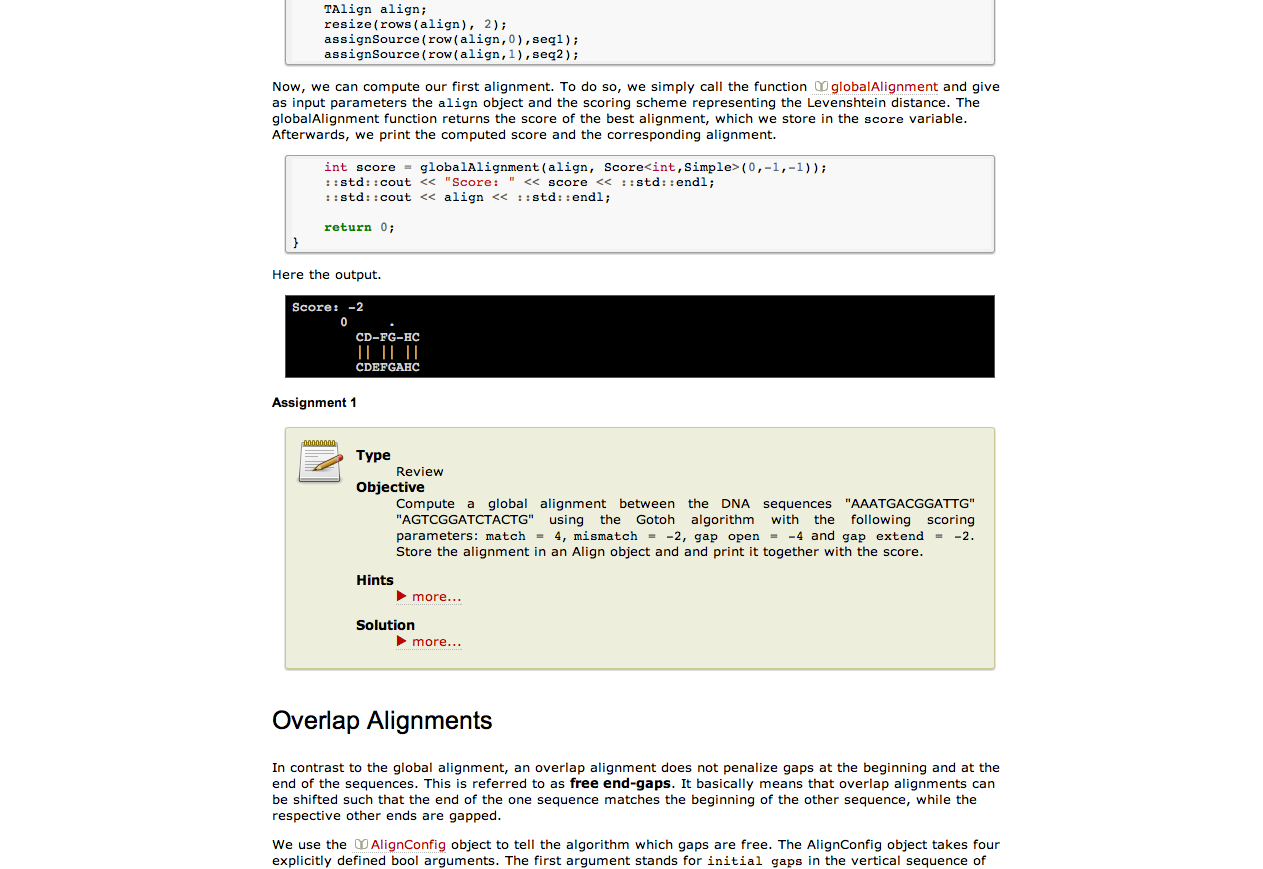 TAlign align;
resize(rows(align), 2);
assignSource(row(align,0),seq1);
assignSource(row(align,1),seq2);
Now, we can compute our first alignment. To do so, we simply call the function globalAlignment and give
as input parameters the align object and the scoring scheme representing the Levenshtein distance. The
globalAlignment function returns the score of the best alignment, which we store in the score variable.
Afterwards, we print the computed score and the corresponding alignment.
int score = globalAlignment(align, Score<int,Simple>(0,-1,-1));
::std::cout << "Score: " << score << ::std::endl;
::std::cout << align << ::std::endl;
return 0;
}
Here the output.
Score: -2
0     .
CD-FG-HC
|| || ||
CDEFGAHC
Assignment 1
Type
Review
Objective
Compute a global alignment between the DNA sequences "AAATGACGGATTG"
"AGTCGGATCTACTG" using the Gotoh algorithm with the following scoring
parameters: match = 4, mismatch = -2, gap open = -4 and gap extend = -2.
Store the alignment in an Align object and and print it together with the score.
Hints
▶ more...
Solution
▶ more...
Overlap Alignments
In contrast to the global alignment, an overlap alignment does not penalize gaps at the beginning and at the
end of the sequences. This is referred to as free end-gaps. It basically means that overlap alignments can
be shifted such that the end of the one sequence matches the beginning of the other sequence, while the
respective other ends are gapped.
We use the AlignConfig object to tell the algorithm which gaps are free. The AlignConfig object takes four
explicitly defined bool arguments. The first argument stands for initial gaps in the vertical sequence of